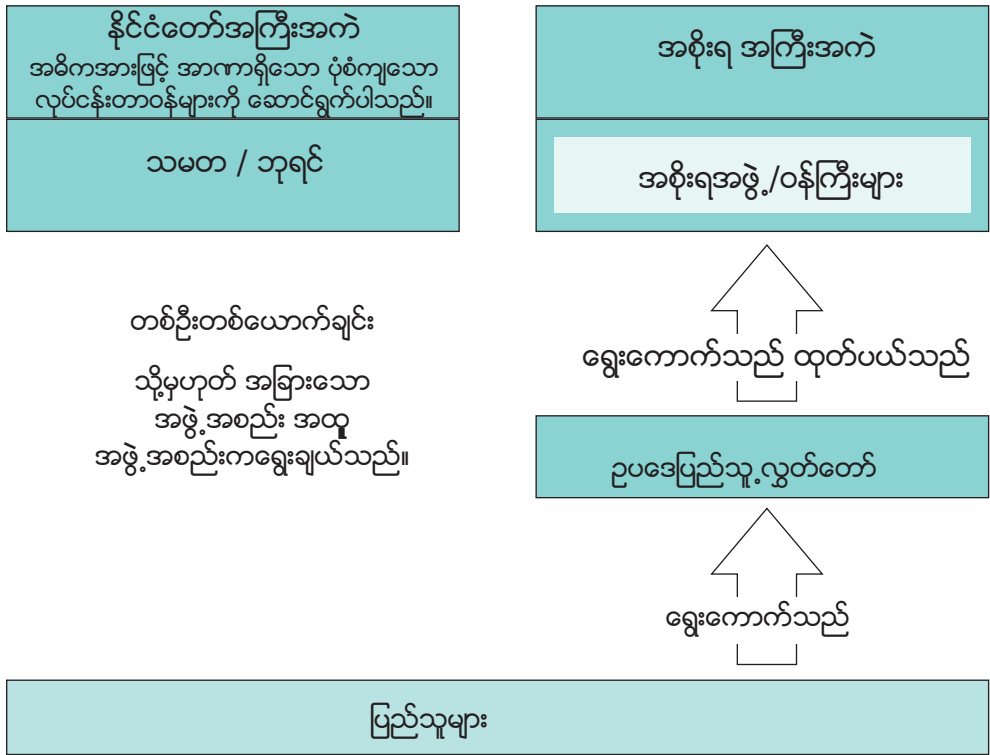 နိုင်ငံတော်အကြီးအကဲ
အဓိကအားဖြင့် အာဏာရှိသော ပုံစံကျသော
လုပ်ငန်းတာဝန်များကို ဆောင်ရွက်ပါသည်။
သမတ / ဘုရင်
အစိုးရ အကြီးအကဲ
အစိုးရအဖွဲ့/ဝန်ကြီးများ
တစ်ဦးတစ်ယောက်ချင်း
သို့မှဟုတ် အခြားသော
အဖွဲ့အစည်း အထူ
အဖွဲ့အစည်းကရွေးချယ်သည်။
ရွေးကောက်သည် ထုတ်ပယ်သည်
ဥပဒေပြည်သူ့လွှတ်တော်
ရွေးကောက်သည်
ပြည်သူများ